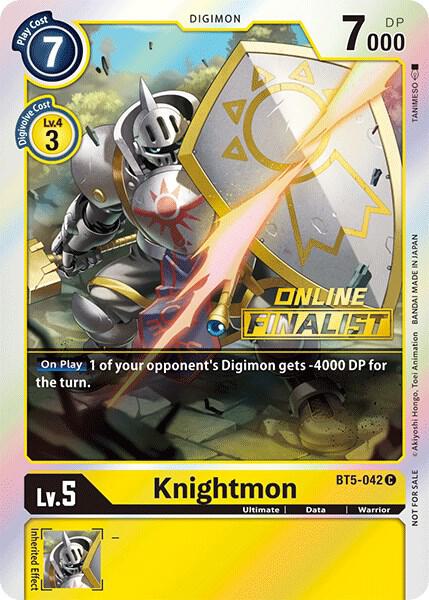 Play Cost
7
DIGIMON
DP
7000
Digivolve Cost
Lv.4
3
TANIMESO
ONLINE
FINALIST
On Play 1 of your opponent's Digimon gets -4000 DP for
the turn.
©Akiyoshi Hongo, Toei Animation BANDAI MADE IN JAPAN
NOT FOR SALE
Lv.5
Knightmon
BT5-042 C
Ultimate | Data | Warrior
Inherited Effect
–